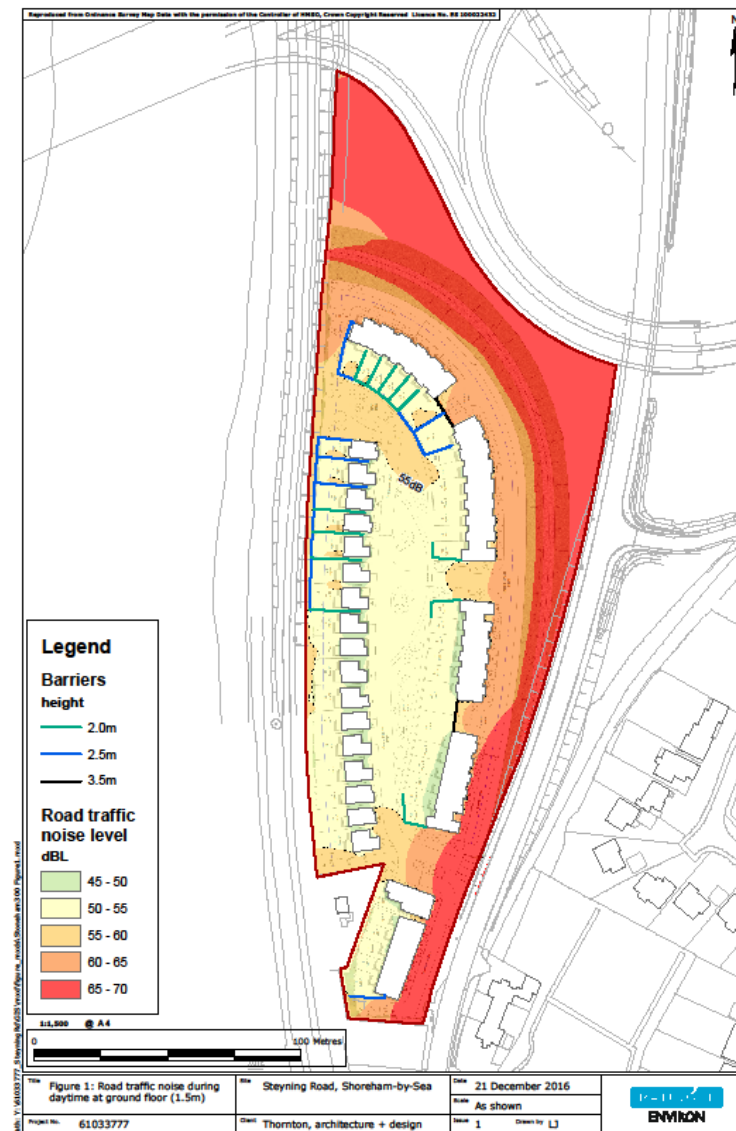 Reproduced from Ordnance Survey Map Data with the permission of the Controller of HMSO, Crown Copyright Reserved Licence No. ES 100022432
N
55dB
Legend
Barriers
height
2.0m
2.5m
3.5m
Road traffic
noise level
dBL
45 - 50
50 - 55
55 - 60
60 - 65
65 - 70
1:1,500 @ A4
0 100 Metres
Title Figure 1: Road traffic noise during
daytime at ground floor (1.5m)
Site Steyning Road, Shoreham-by-Sea
Date 21 December 2016
Scale As shown
Project No. 61033777
Client Thornton, architecture + design
Issue 1 Drawn by LJ
ENVIRON